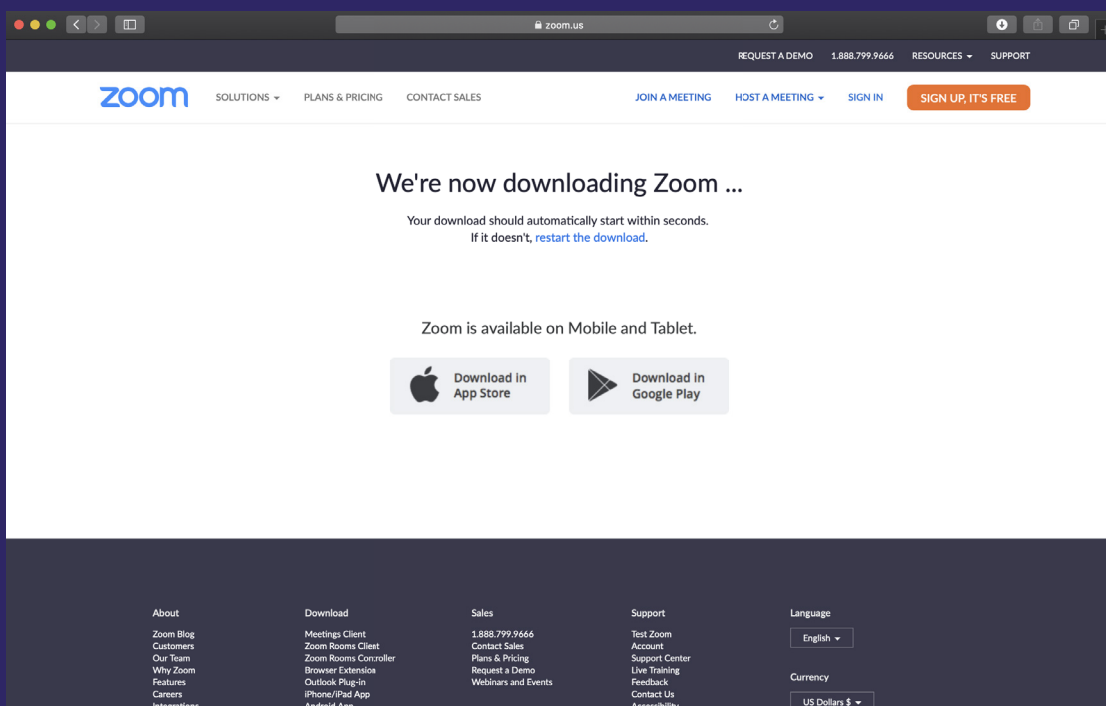 zoom.us
REQUEST A DEMO 1.888.799.9666 RESOURCES SUPPORT
zoom SOLUTIONS PLANS & PRICING CONTACT SALES JOIN A MEETING HOST A MEETING SIGN IN SIGN UP, IT'S FREE
We're now downloading Zoom ...
Your download should automatically start within seconds.
If it doesn't, restart the download.
Zoom is available on Mobile and Tablet.
Download in
App Store
Download in
Google Play
About
Zoom Blog
Customers
Our Team
Why Zoom
Features
Careers
Integrations
Download
Meetings Client
Zoom Rooms Client
Zoom Rooms Controller
Browser Extension
Outlook Plug-in
iPhone/iPad App
Android App
Sales
1.888.799.9666
Contact Sales
Plans & Pricing
Request a Demo
Webinars and Events
Support
Test Zoom
Account
Support Center
Live Training
Feedback
Contact Us
Accessibility
Language
English
Currency
US Dollars $